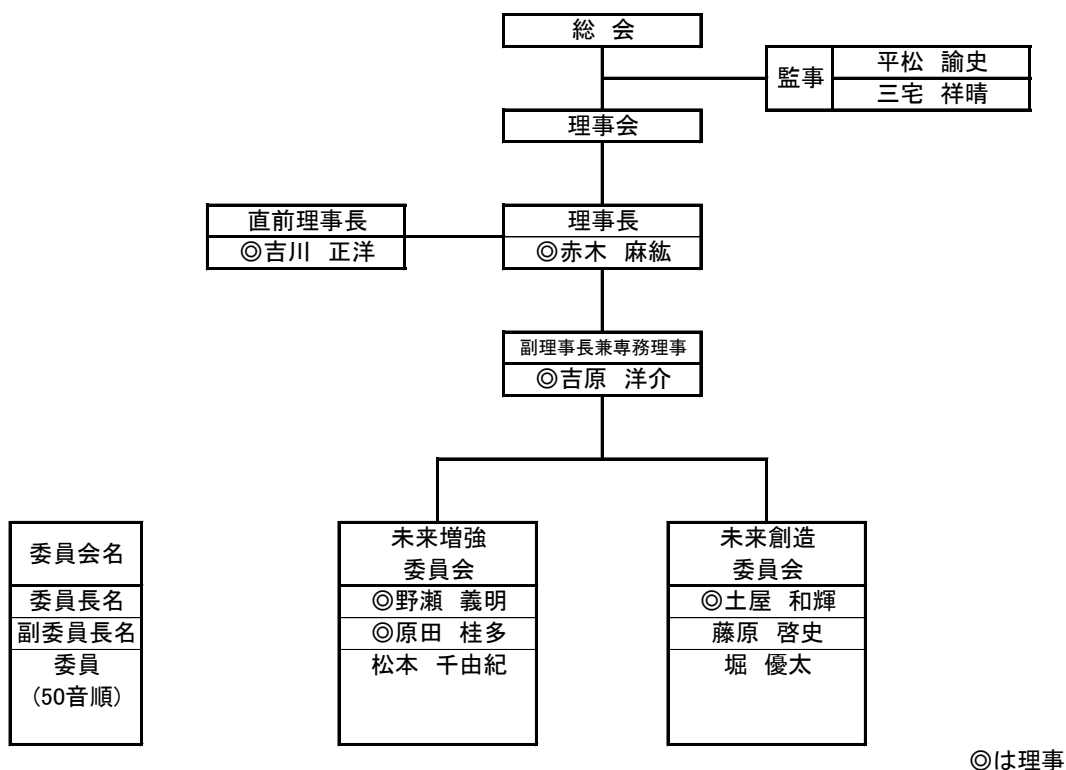 総 会
監事
平松 諭史
三宅 祥晴
理事会
直前理事長
◎吉川 正洋
理事長
◎赤木 麻紘
副理事長兼専務理事
◎吉原 洋介
委員会名
委員長名
副委員長名
委員
(50音順)
未来増強
委員会
◎野瀬 義明
◎原田 桂多
松本 千由紀
未来創造
委員会
◎土屋 和輝
藤原 啓史
堀 優太
◎は理事